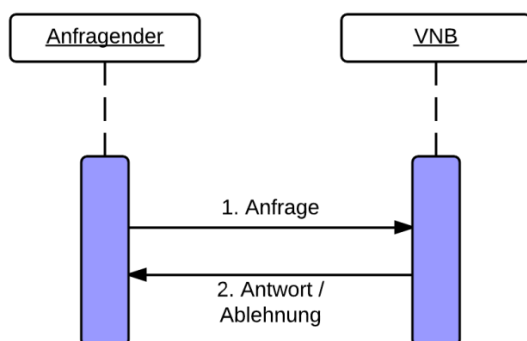 Anfragender
VNB
1. Anfrage
2. Antwort /
Ablehnung